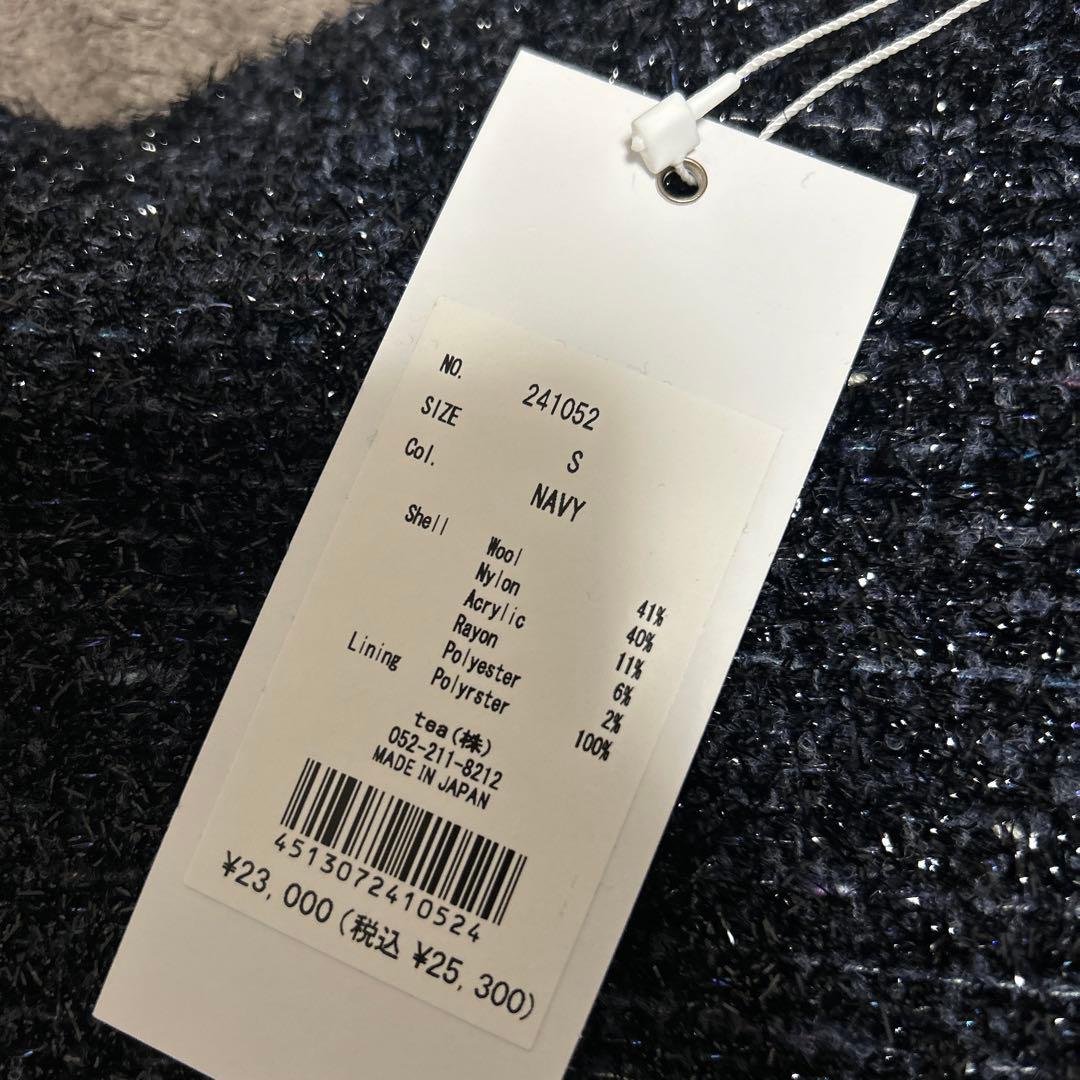 NO. 241052
SIZE S
Col. NAVY
Shell Wool 41%
Nylon 40%
Acrylic 11%
Rayon 6%
Polyester 2%
Lining Polyrster 100%
tea(株)
052-211-8212
MADE IN JAPAN
4513072410524
¥23,000(税込 ¥25,300)